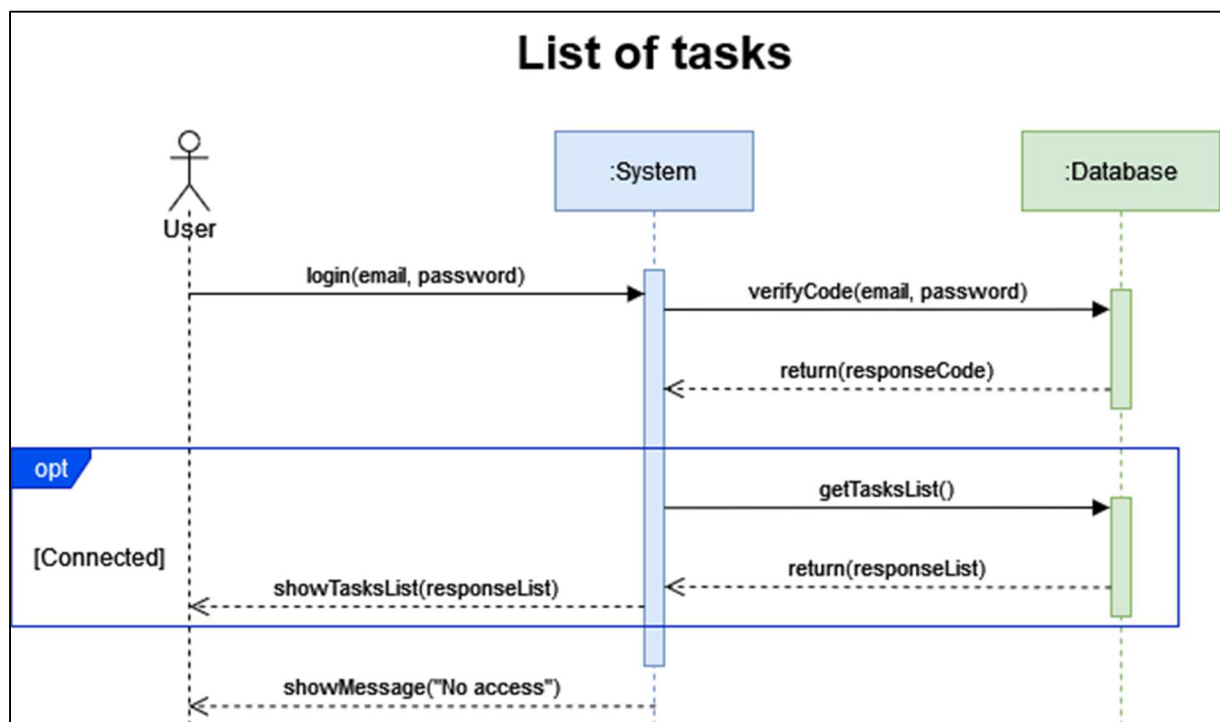 List of tasks
:System
:Database
User
login(email, password)
verifyCode(email, password)
return(responseCode)
opt
getTasksList()
[Connected]
return(responseList)
showTasksList(responseList)
showMessage("No access")